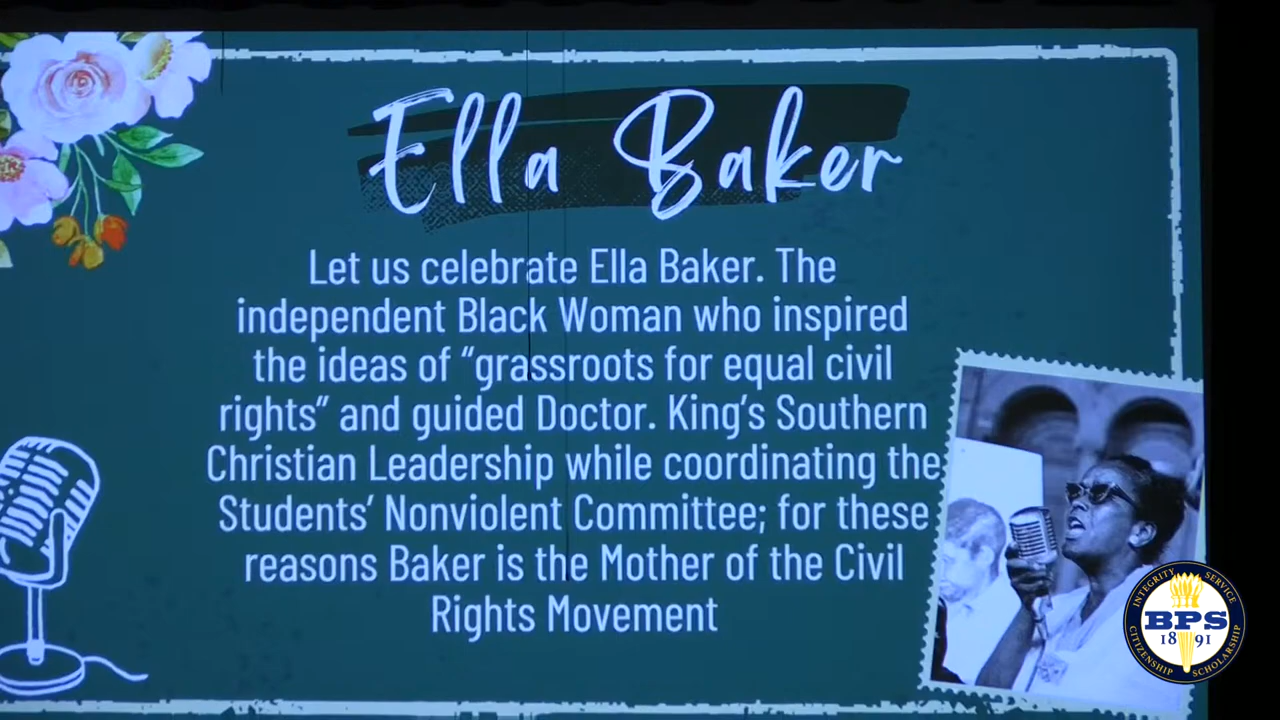 Ella Baker
Let us celebrate Ella Baker. The
independent Black Woman who inspired
the ideas of “grassroots for equal civil
rights” and guided Doctor. King’s Southern
Christian Leadership while coordinating the
Students’ Nonviolent Committee; for these
reasons Baker is the Mother of the Civil
Rights Movement
INTEGRITY SERVICE
BPS
1891
CITIZENSHIP SCHOLARSHIP